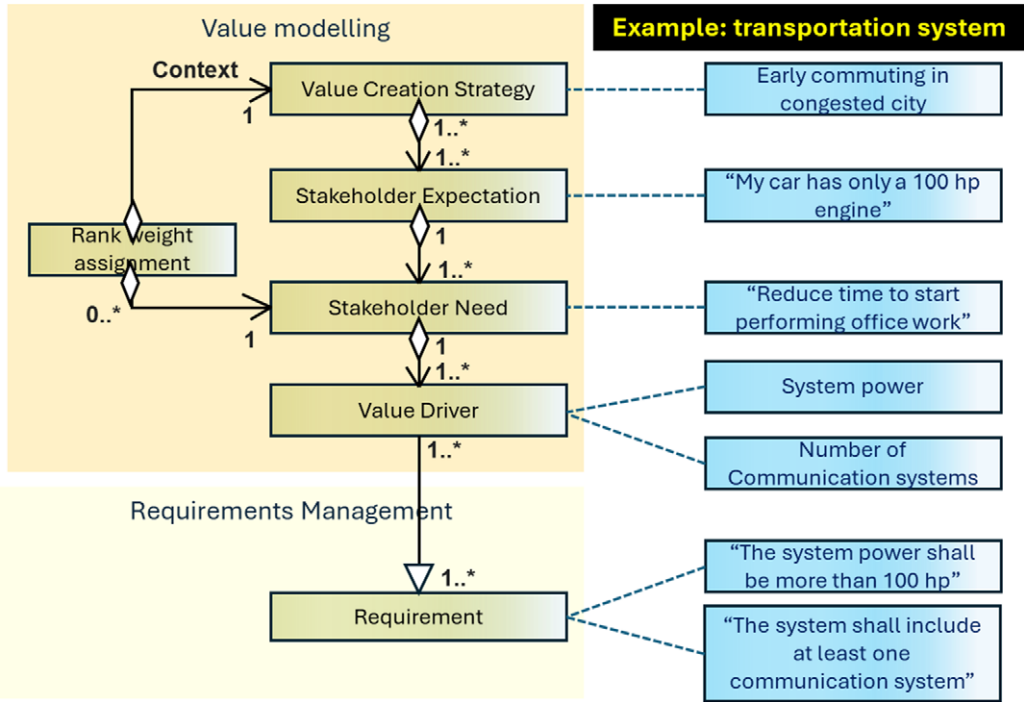 Value modelling
Example: transportation system
Context
Value Creation Strategy
Early commuting in
congested city
1
1..*
1..*
Stakeholder Expectation
“My car has only a 100 hp
engine”
Rank weight
assignment
1
1..*
0..*
Stakeholder Need
“Reduce time to start
performing office work”
1
1
1..*
Value Driver
System power
1..*
Number of
Communication systems
Requirements Management
1..*
Requirement
“The system power shall
be more than 100 hp”
“The system shall include
at least one
communication system”